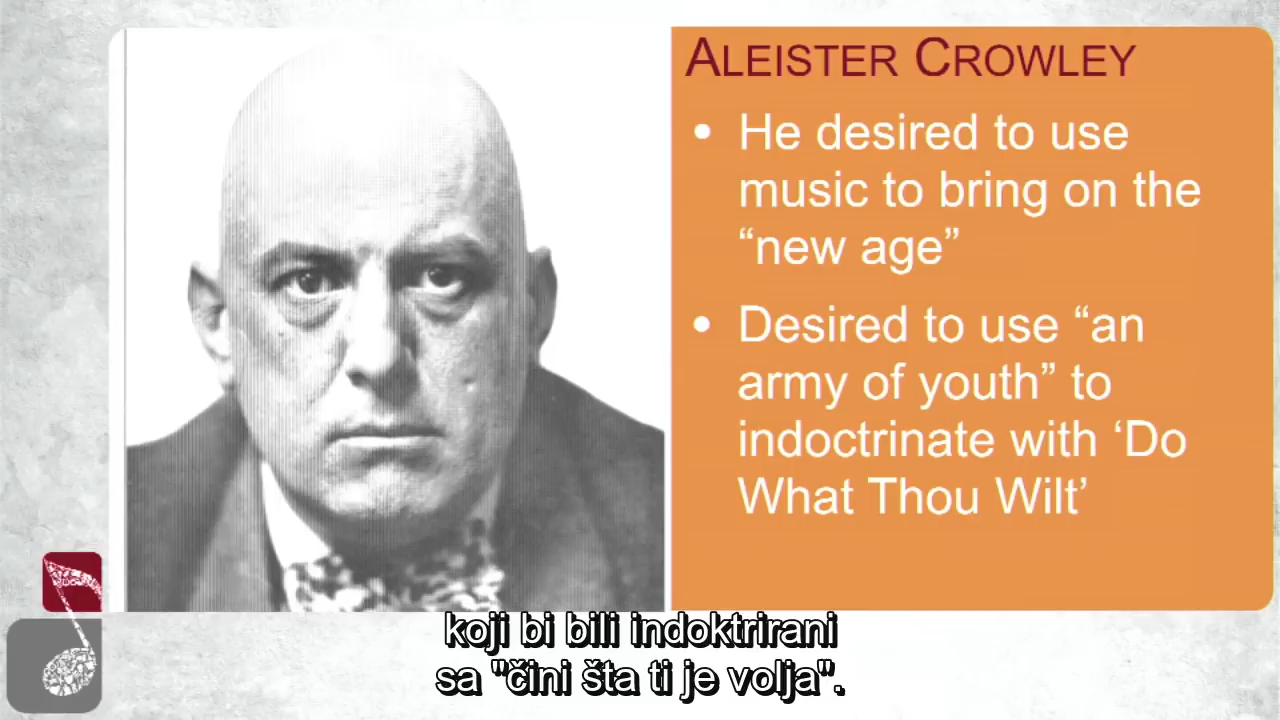 ALEISTER CROWLEY
• He desired to use
music to bring on the
“new age”
• Desired to use “an
army of youth” to
indoctrinate with ‘Do
What Thou Wilt’
koji bi bili indoktrirani
sa "čini šta ti je volja".